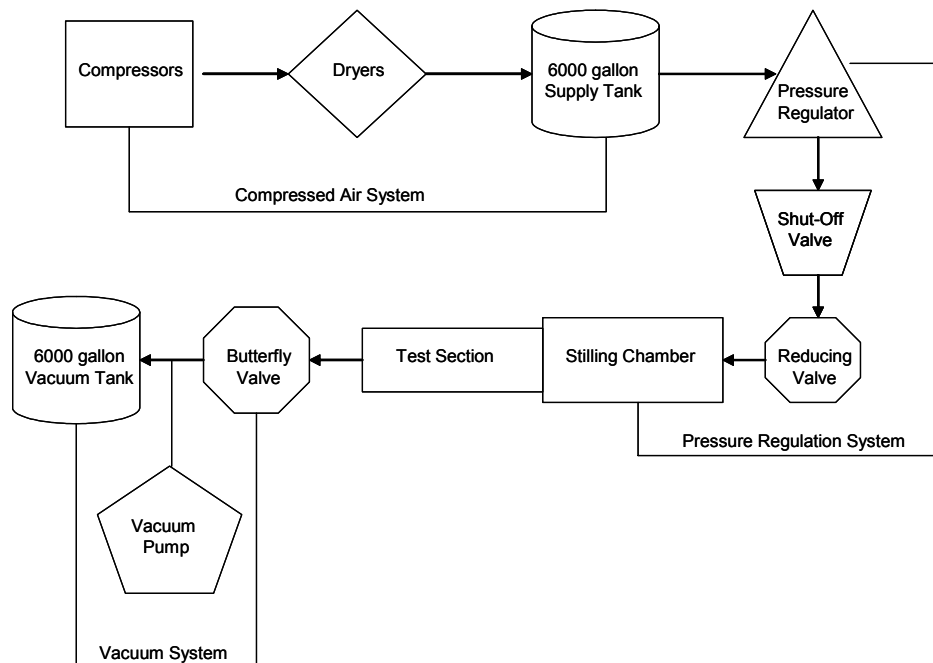 Compressors
Dryers
6000 gallon
Supply Tank
Pressure
Regulator
Compressed Air System
Shut-Off
Valve
6000 gallon
Vacuum Tank
Butterfly
Valve
Test Section
Stilling Chamber
Reducing
Valve
Pressure Regulation System
Vacuum
Pump
Vacuum System